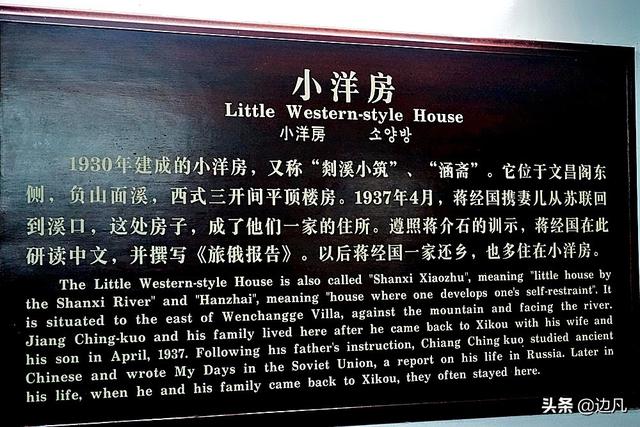 小洋房
Little Western-style House
小洋房 소양방
1930年建成的小洋房，又称“剡溪小筑”、“涵斋”。它位于文昌阁东
侧，负山面溪，西式三开间平顶楼房。1937年4月，蒋经国携妻儿从苏联回
到溪口，这处房子，成了他们一家的住所。遵照蒋介石的训示，蒋经国在此
研读中文，并撰写《旅俄报告》。以后蒋经国一家还乡，也多住在小洋房。
The Little Western-style House is also called "Shanxi Xiaozhu", meaning "little house by
the Shanxi River" and "Hanzhai", meaning "house where one develops one's self-restraint". It
is situated to the east of Wenchangge Villa, against the mountain and facing the river.
Jiang Ching-kuo and his family lived here after he came back to Xikou with his wife and
his son in April, 1937. Following his father's instruction, Chiang Ching kuo studied ancient
Chinese and wrote My Days in the Soviet Union, a report on his life in Russia. Later in
his life, when he and his family came back to Xikou, they often stayed here.
头条 @边凡